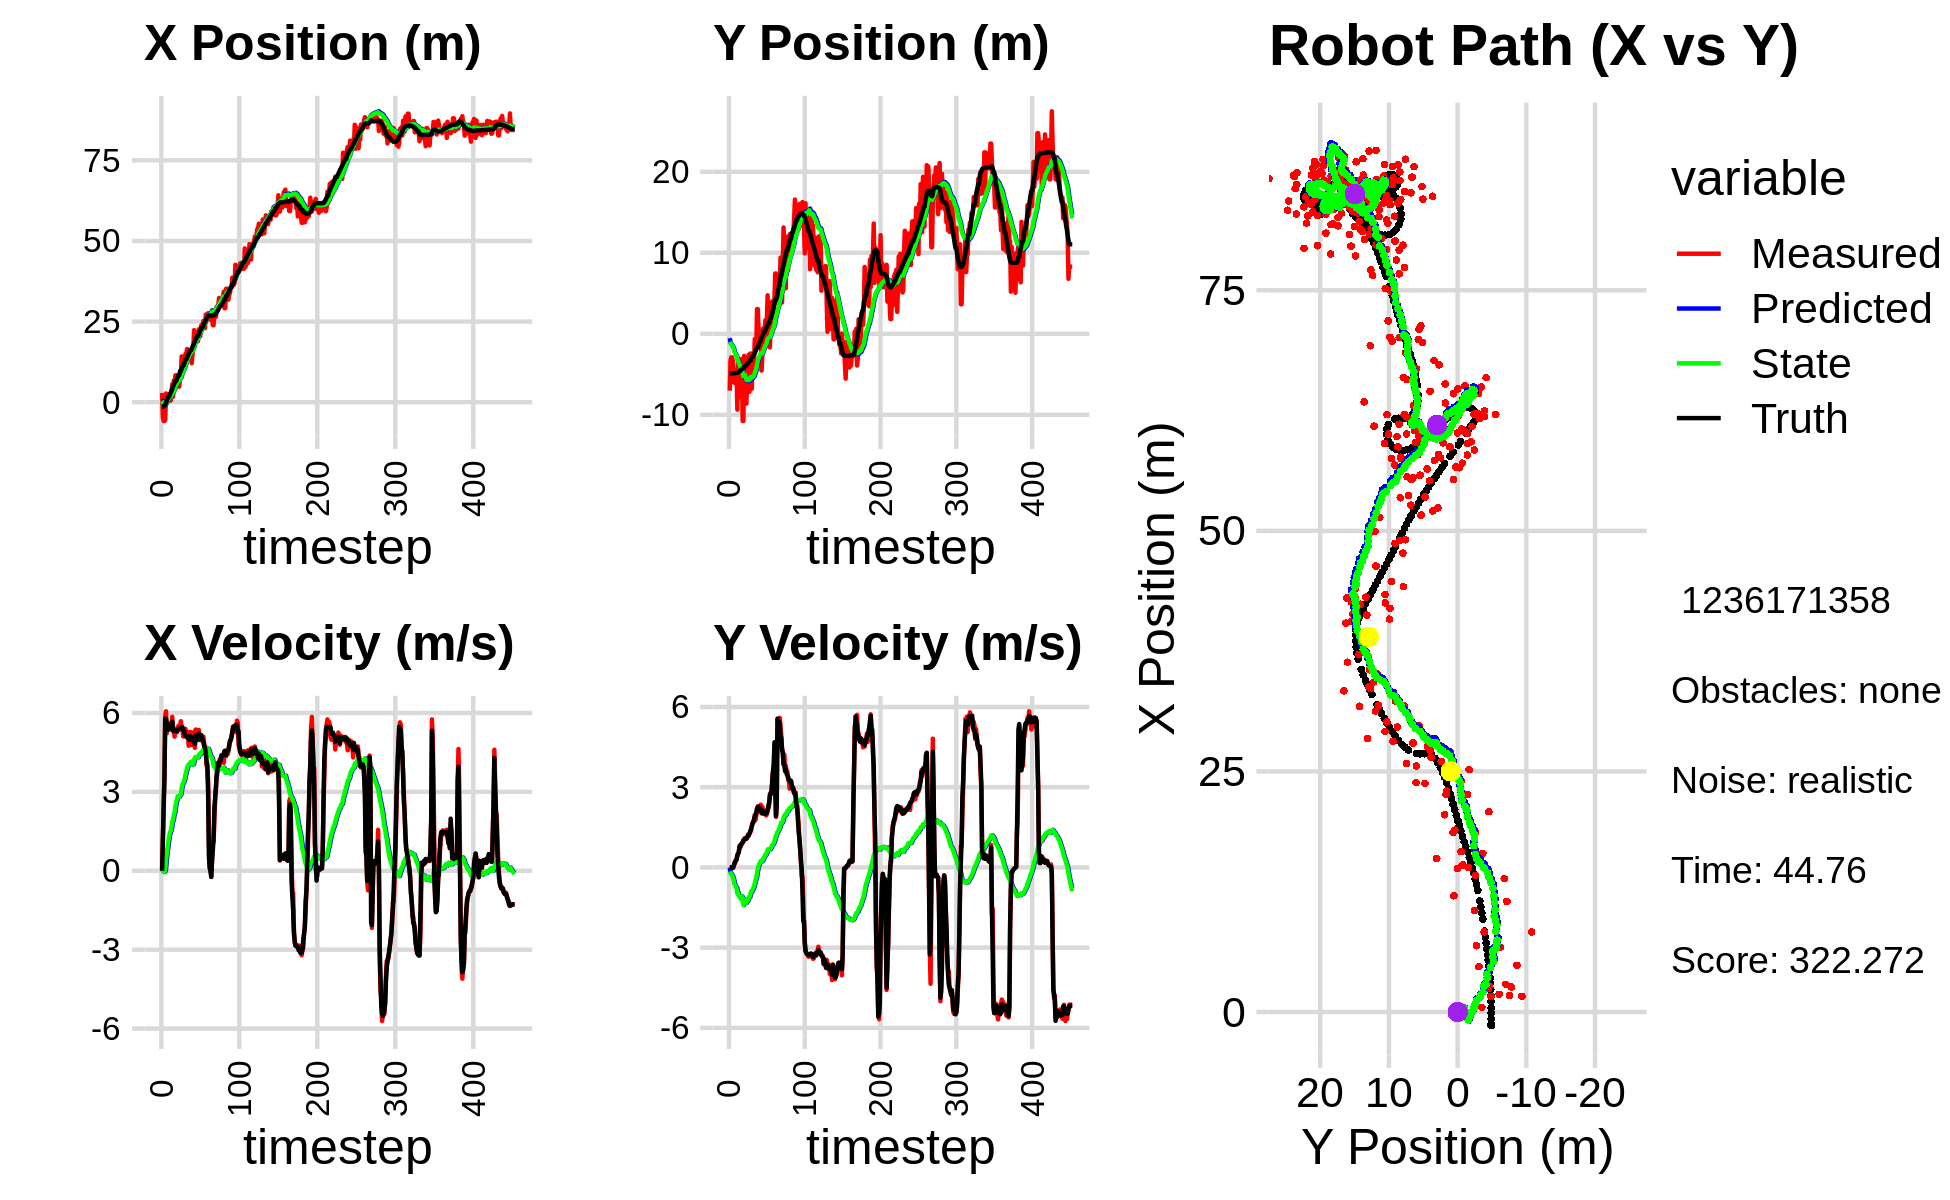 X Position (m)
75
50
25
0
0 100 200 300 400
timestep
Y Position (m)
20
10
0
-10
0 100 200 300 400
timestep
X Velocity (m/s)
6
3
0
-3
-6
0 100 200 300 400
timestep
Y Velocity (m/s)
6
3
0
-3
-6
0 100 200 300 400
timestep
Robot Path (X vs Y)
X Position (m)
75
50
25
0
20 10 0 -10 -20
Y Position (m)
variable
Measured
Predicted
State
Truth
1236171358
Obstacles: none
Noise: realistic
Time: 44.76
Score: 322.272